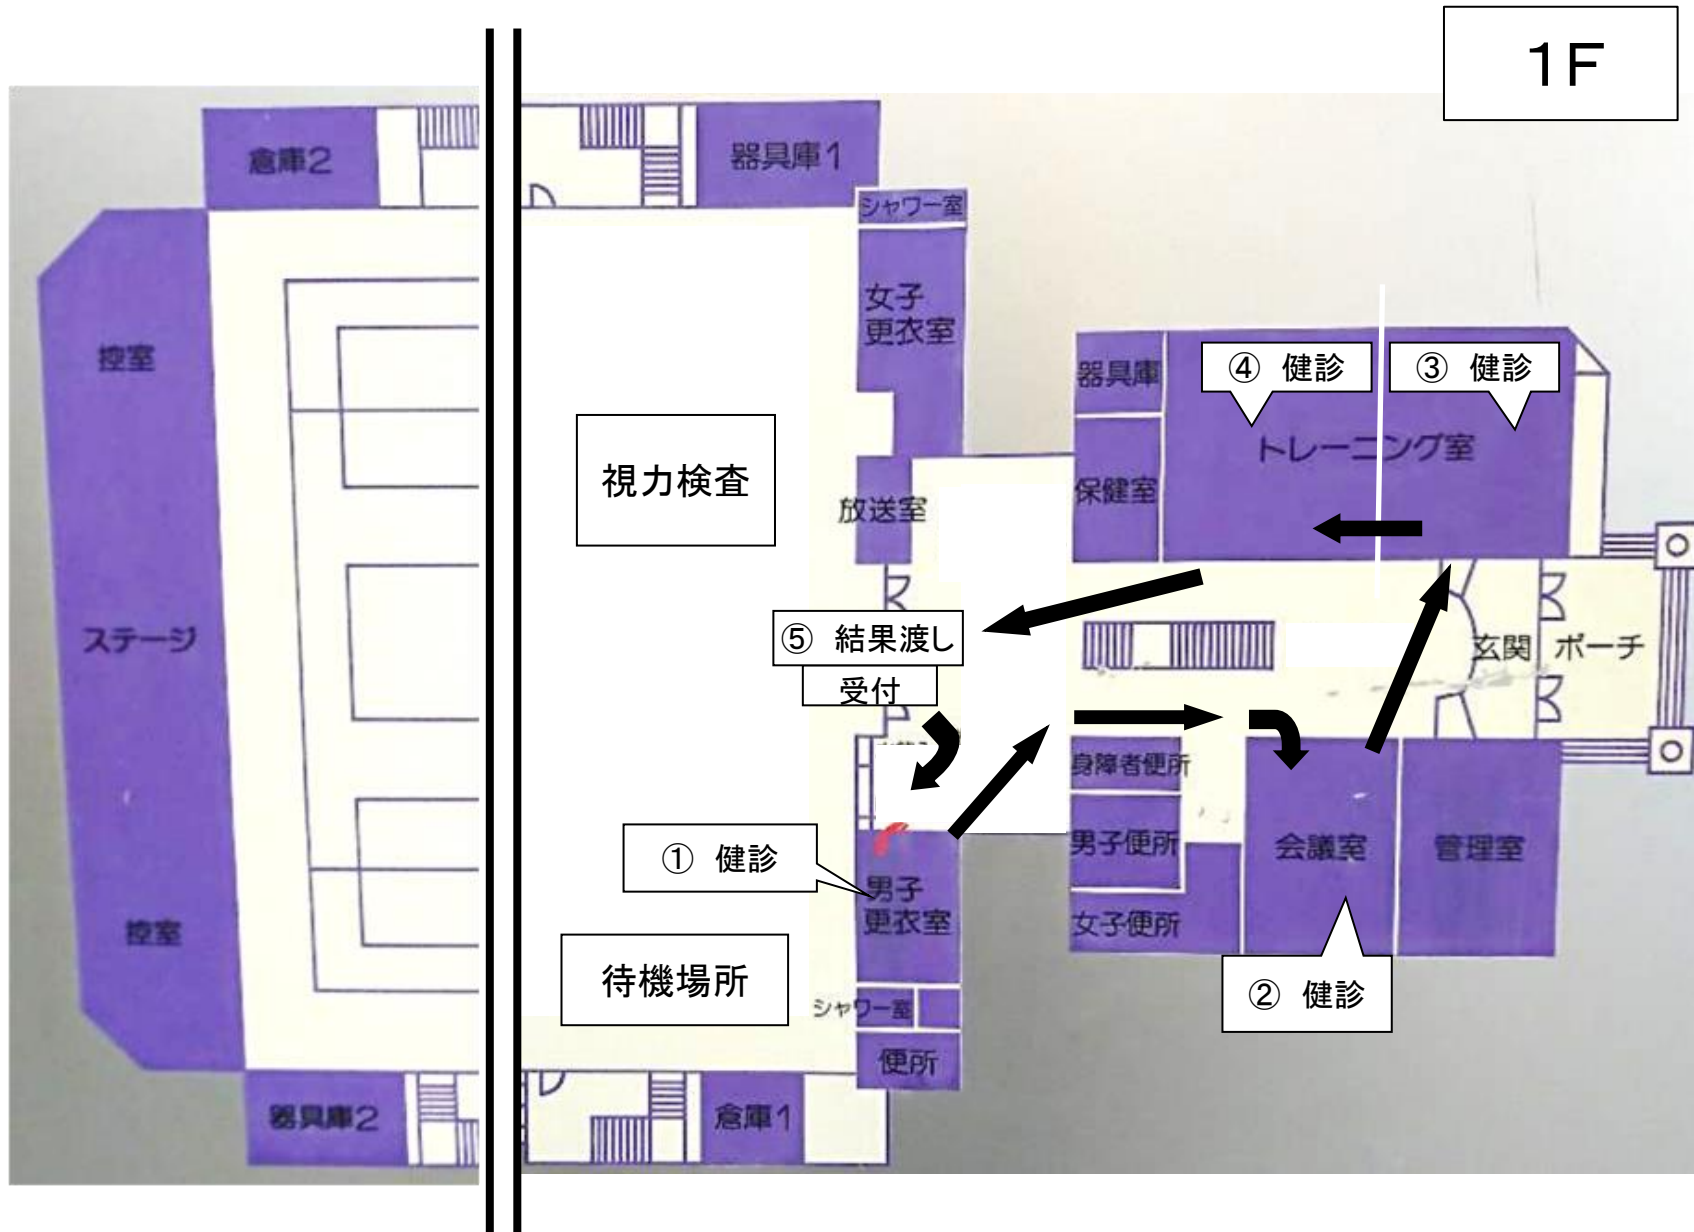 1F
倉庫2
器具庫1
シャワー室
女子
更衣室
控室
器具庫
④ 健診
③ 健診
トレーニング室
視力検査
放送室
保健室
ステージ
⑤ 結果渡し
受付
玄関
ポーチ
身障者便所
① 健診
男子便所
会議室
管理室
男子
更衣室
女子便所
控室
待機場所
② 健診
シャワー室
便所
器具庫2
倉庫1